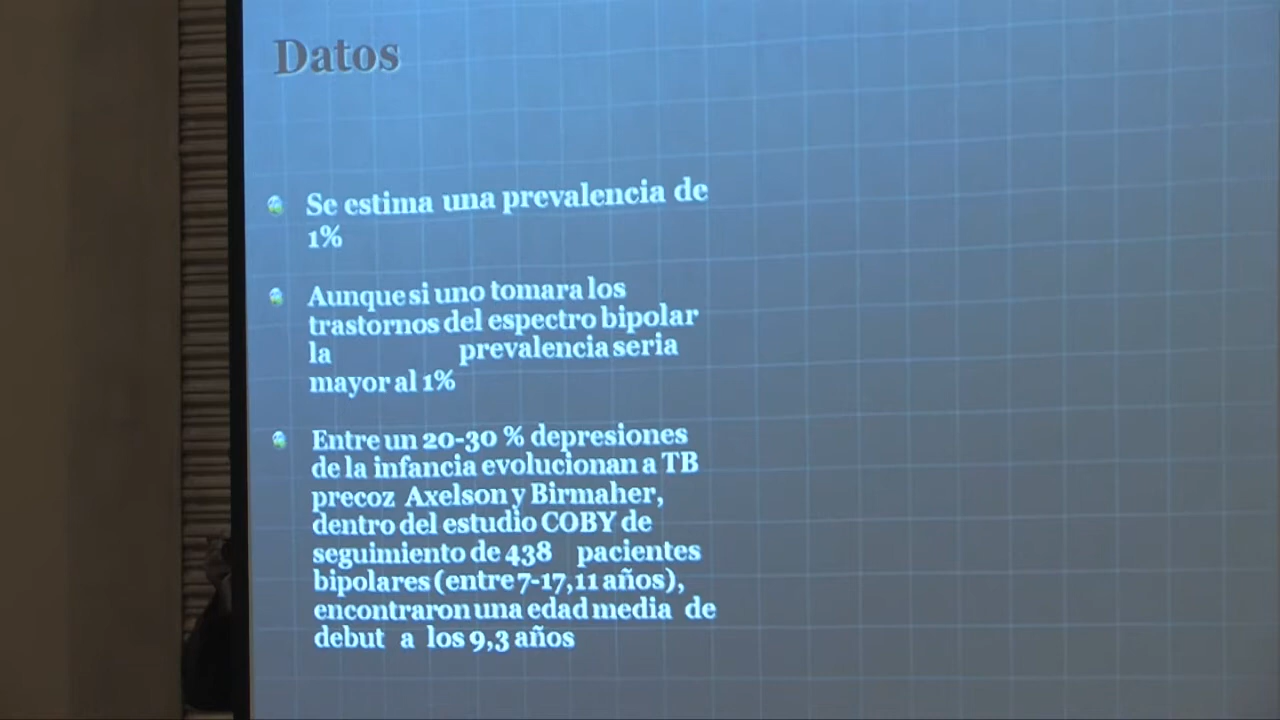 Datos
Se estima una prevalencia de
1%
Aunque si uno tomara los
trastornos del espectro bipolar
la prevalencia seria
mayor al 1%
Entre un 20-30 % depresiones
de la infancia evolucionan a TB
precoz Axelson y Birmaher,
dentro del estudio COBY de
seguimiento de 438 pacientes
bipolares (entre 7-17,11 años),
encontraron una edad media de
debut a los 9,3 años